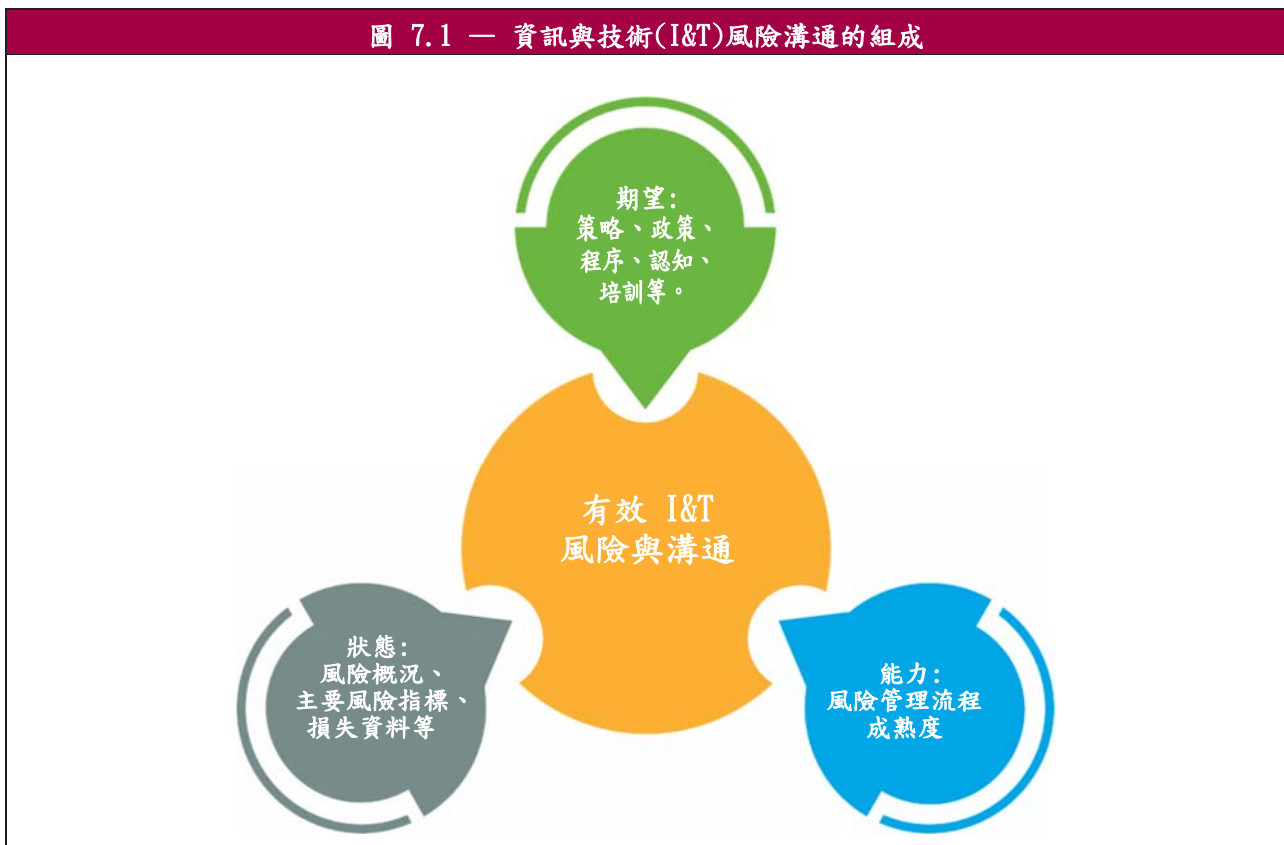 圖 7.1 — 資訊與技術(I&T)風險溝通的組成
期望:
策略、政策、
程序、認知、
培訓等。
有效 I&T
風險與溝通
狀態:
風險概況、
主要風險指標、
損失資料等
能力:
風險管理流程
成熟度